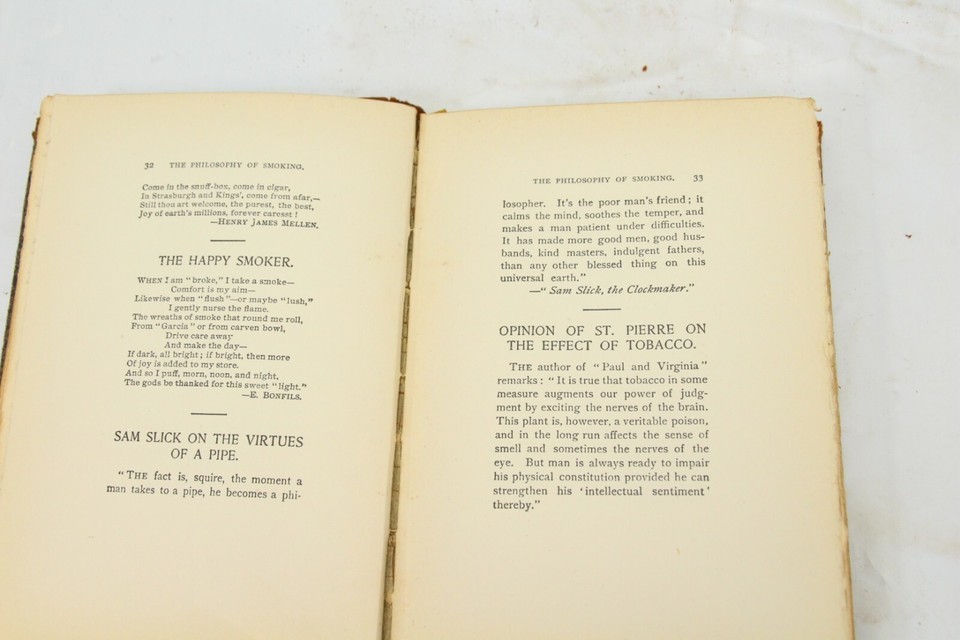 32 THE PHILOSOPHY OF SMOKING.
Come in the snuff-box, come in cigar,
In Strasburgh and Kings', come from afar,—
Still thou art welcome, the purest, the best,
Joy of earth's millions, forever caresst!
—HENRY JAMES MELLEN.
THE HAPPY SMOKER.
WHEN I am "broke," I take a smoke—
Comfort is my aim—
Likewise when "flush"—or maybe "lush,"
I gently nurse the flame.
The wreaths of smoke that round me roll,
From "Garcia" or from carven bowl,
Drive care away
And make the day—
If dark, all bright; if bright, then more
Of joy is added to my store.
And so I puff, morn, noon, and night,
The gods be thanked for this sweet "light."
—E. BONFILS.
SAM SLICK ON THE VIRTUES
OF A PIPE.
"THE fact is, squire, the moment a
man takes to a pipe, he becomes a phi-
THE PHILOSOPHY OF SMOKING. 33
losopher. It's the poor man's friend; it
calms the mind, soothes the temper, and
makes a man patient under difficulties.
It has made more good men, good hus-
bands, kind masters, indulgent fathers,
than any other blessed thing on this
universal earth."
—"Sam Slick, the Clockmaker."
OPINION OF ST. PIERRE ON
THE EFFECT OF TOBACCO.
THE author of "Paul and Virginia"
remarks: "It is true that tobacco in some
measure augments our power of judg-
ment by exciting the nerves of the brain.
This plant is, however, a veritable poison,
and in the long run affects the sense of
smell and sometimes the nerves of the
eye. But man is always ready to impair
his physical constitution provided he can
strengthen his 'intellectual sentiment'
thereby."